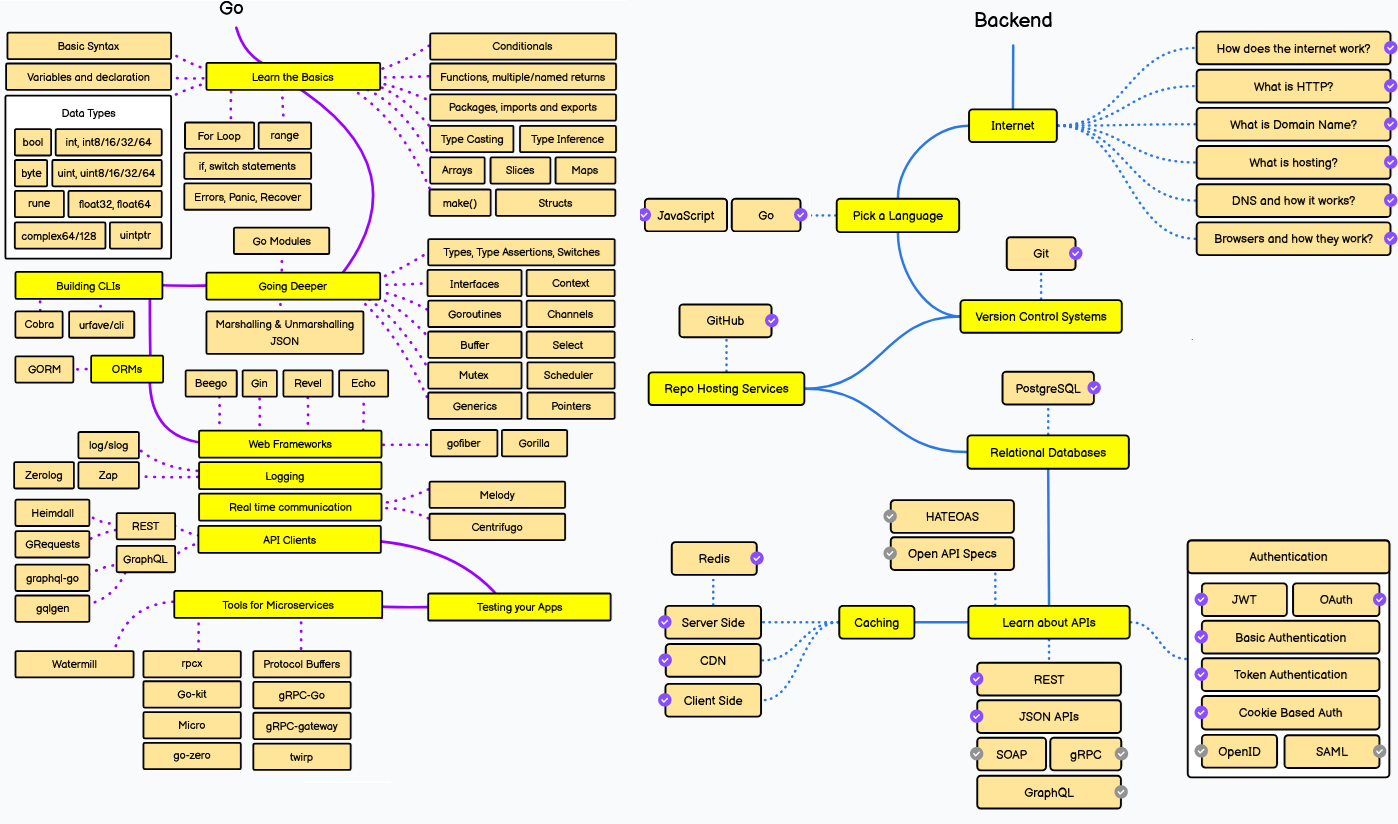 Go
Basic Syntax
Variables and declaration
Data Types
bool
int, int8/16/32/64
byte
uint, uint8/16/32/64
rune
float32, float64
complex64/128
uintptr
Learn the Basics
For Loop
range
if, switch statements
Errors, Panic, Recover
Conditionals
Functions, multiple/named returns
Packages, imports and exports
Type Casting
Type Inference
Arrays
Slices
Maps
make()
Structs
Go Modules
Going Deeper
Marshalling & Unmarshalling
JSON
Types, Type Assertions, Switches
Interfaces
Context
Goroutines
Channels
Buffer
Select
Mutex
Scheduler
Generics
Pointers
Building CLIs
Cobra
urfave/cli
GORM
ORMs
Beego
Gin
Revel
Echo
Web Frameworks
gofiber
Gorilla
log/slog
Zerolog
Zap
Logging
Real time communication
Melody
Centrifugo
Heimdall
GRequests
REST
GraphQL
graphql-go
gqlgen
API Clients
Testing your Apps
Tools for Microservices
Watermill
rpcx
Go-kit
Micro
go-zero
Protocol Buffers
gRPC-Go
gRPC-gateway
twirp
Backend
Internet
How does the internet work?
What is HTTP?
What is Domain Name?
What is hosting?
DNS and how it works?
Browsers and how they work?
JavaScript
Go
Pick a Language
Git
Version Control Systems
GitHub
Repo Hosting Services
PostgreSQL
Relational Databases
HATEOAS
Open API Specs
Redis
Server Side
CDN
Client Side
Caching
Learn about APIs
REST
JSON APIs
SOAP
gRPC
GraphQL
Authentication
JWT
OAuth
Basic Authentication
Token Authentication
Cookie Based Auth
OpenID
SAML